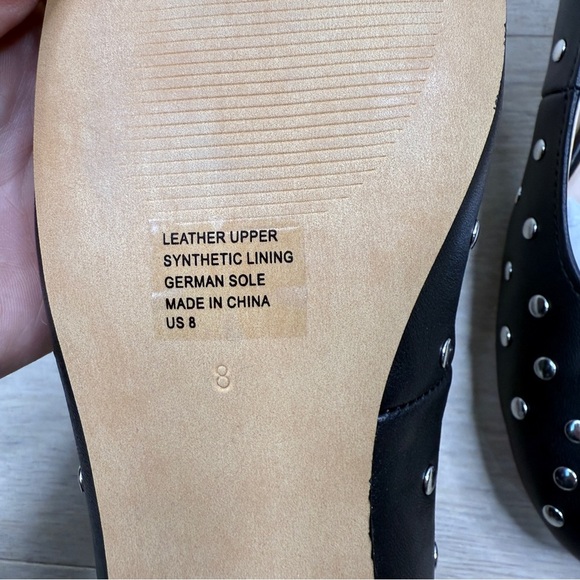 LEATHER UPPER
SYNTHETIC LINING
GERMAN SOLE
MADE IN CHINA
US 8
8